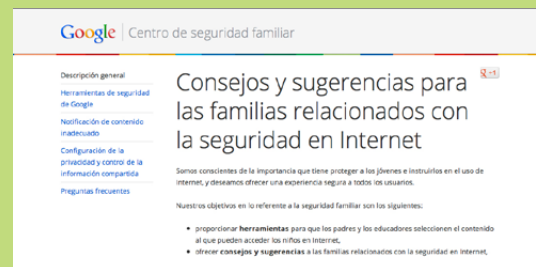 Google Centro de seguridad familiar
Descripción general
Herramientas de seguridad
de Google
Notificación de contenido
inadecuado
Configuración de la
privacidad y control de la
información compartida
Preguntas frecuentes
+1
Consejos y sugerencias para
las familias relacionados con
la seguridad en Internet
Somos conscientes de la importancia que tiene proteger a los jóvenes e instruirlos en el uso de
Internet, y deseamos ofrecer una experiencia segura a todos los usuarios.
Nuestros objetivos en lo referente a la seguridad familiar son los siguientes:
• proporcionar herramientas para que los padres y los educadores seleccionen el contenido
al que pueden acceder los niños en Internet,
• ofrecer consejos y sugerencias a las familias relacionados con la seguridad en Internet,